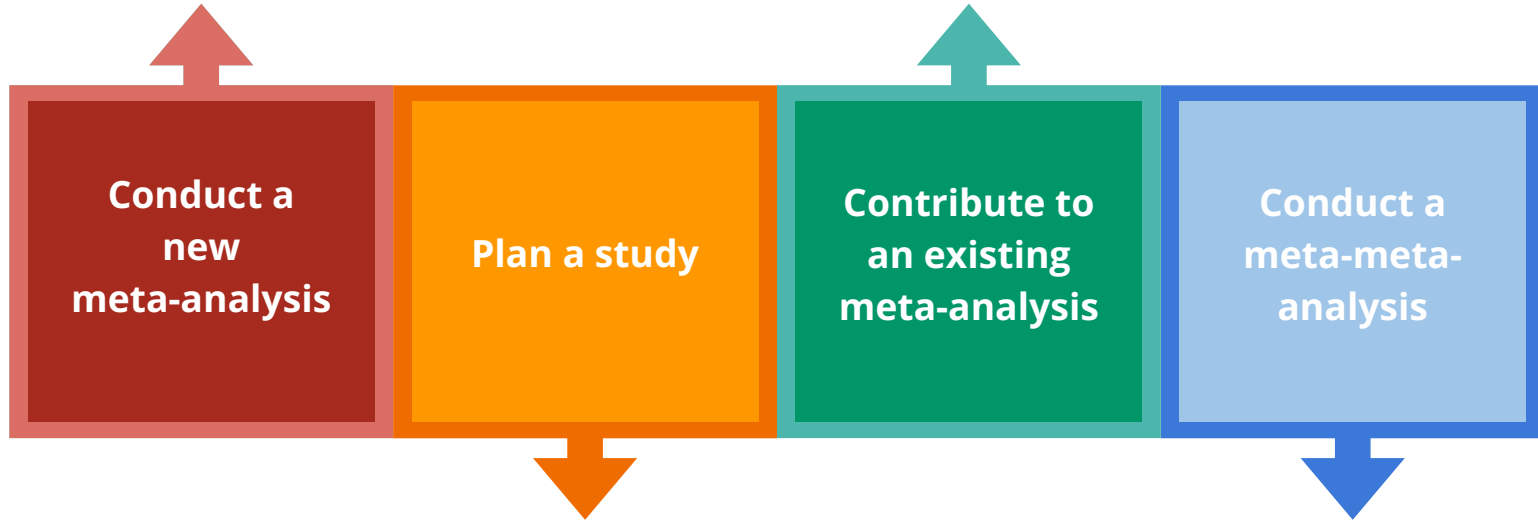 Conduct a
new
meta-analysis
Plan a study
Contribute to
an existing
meta-analysis
Conduct a
meta-meta-
analysis